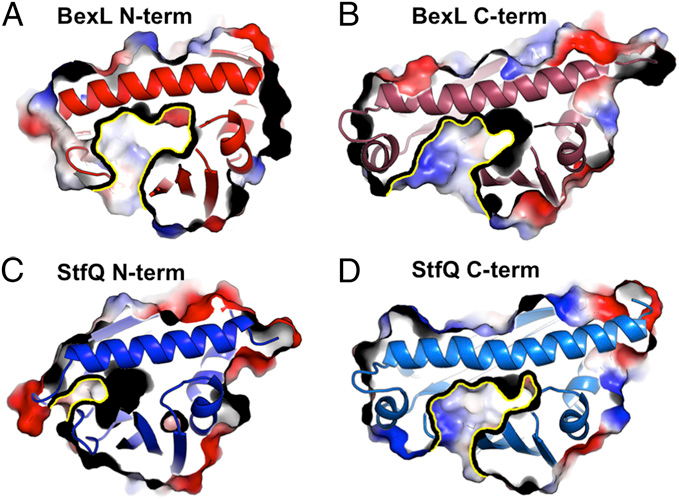 A
BexL N-term
B
BexL C-term
C
StfQ N-term
D
StfQ C-term